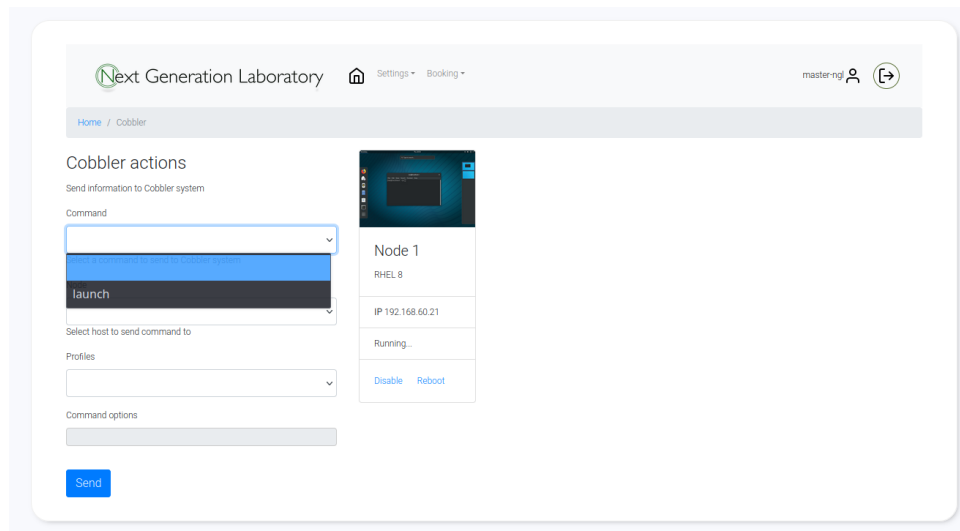 Next Generation Laboratory
Settings
Booking
master-ngl
Home / Cobbler
Cobbler actions
Send information to Cobbler system
Command
Select a command to send to Cobbler system
launch
Select host to send command to
Profiles
Command options
Send
Node 1
RHEL 8
IP 192.168.60.21
Running...
Disable Reboot